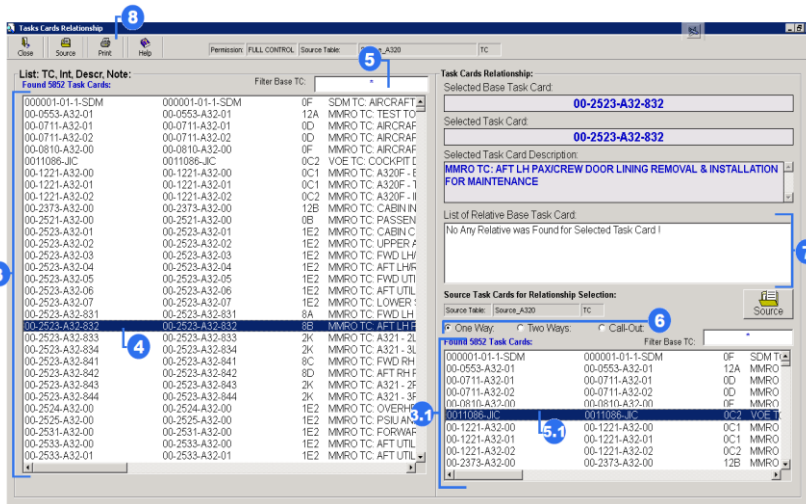 8
Tasks Cards Relationship
Close Source Print Help
Permission: FULL CONTROL Source Table: Source_A320 TC
5
List: TC, Int, Descr, Note:
Found 5852 Task Cards:
Filter Base TC: *
000001-01-1-SDM 000001-01-1-SDM 0F SDM TC: AIRCRAFT
00-0553-A32-01 00-0553-A32-01 12A MMRO TC: TEST TO
00-0711-A32-01 00-0711-A32-01 0D MMRO TC: AIRCRAF
00-0711-A32-02 00-0711-A32-02 0D MMRO TC: AIRCRAF
00-0810-A32-00 00-0810-A32-00 0F MMRO TC: AIRCRAF
0011086-JIC 0011086-JIC 0C2 VOE TC: COCKPIT D
00-1221-A32-00 00-1221-A32-00 0C1 MMRO TC: A320F - E
00-1221-A32-01 00-1221-A32-01 0C1 MMRO TC: A320F - T
00-1221-A32-02 00-1221-A32-02 0C2 MMRO TC: A320F - I
00-2373-A32-00 00-2373-A32-00 12B MMRO TC: CABIN IN
00-2521-A32-00 00-2521-A32-00 0B MMRO TC: PASSEN
00-2523-A32-01 00-2523-A32-01 1E2 MMRO TC: CABIN C
00-2523-A32-02 00-2523-A32-02 1E2 MMRO TC: UPPER A
00-2523-A32-03 00-2523-A32-03 1E2 MMRO TC: FWD LH/
00-2523-A32-04 00-2523-A32-04 1E2 MMRO TC: AFT LH/R
00-2523-A32-05 00-2523-A32-05 1E2 MMRO TC: FWD UTI
00-2523-A32-06 00-2523-A32-06 1E2 MMRO TC: AFT UTIL
00-2523-A32-07 00-2523-A32-07 1E2 MMRO TC: LOWER S
00-2523-A32-831 00-2523-A32-831 8A MMRO TC: FWD LH
00-2523-A32-832 00-2523-A32-832 8B MMRO TC: AFT LH P
00-2523-A32-833 00-2523-A32-833 2K MMRO TC: A321 - 2L
00-2523-A32-834 00-2523-A32-834 2K MMRO TC: A321 - 3L
00-2523-A32-841 00-2523-A32-841 8C MMRO TC: FWD RH
00-2523-A32-842 00-2523-A32-842 8D MMRO TC: AFT RH F
00-2523-A32-843 00-2523-A32-843 2K MMRO TC: A321 - 2F
00-2523-A32-844 00-2523-A32-844 2K MMRO TC: A321 - 3F
00-2524-A32-00 00-2524-A32-00 1E2 MMRO TC: OVERHE
00-2525-A32-00 00-2525-A32-00 1E2 MMRO TC: PSIU AN
00-2531-A32-00 00-2531-A32-00 1E2 MMRO TC: FORWAR
00-2533-A32-00 00-2533-A32-00 1E2 MMRO TC: AFT UTIL
00-2533-A32-01 00-2533-A32-01 1E2 MMRO TC: AFT UTIL
4
Task Cards Relationship:
Selected Base Task Card:
00-2523-A32-832
Selected Task Card:
00-2523-A32-832
Selected Task Card Description:
MMRO TC: AFT LH PAX/CREW DOOR LINING REMOVAL & INSTALLATION
FOR MAINTENANCE
List of Relative Base Task Card:
No Any Relative was Found for Selected Task Card !
7
Source Task Cards for Relationship Selection:
Source Table: Source_A320 TC
Source
One Way: Two Ways: Call-Out: 6
Found 5852 Task Cards: Filter Base TC: *
000001-01-1-SDM 000001-01-1-SDM 0F SDM T
00-0553-A32-01 00-0553-A32-01 12A MMRO
00-0711-A32-01 00-0711-A32-01 0D MMRO
00-0711-A32-02 00-0711-A32-02 0D MMRO
00-0810-A32-00 00-0810-A32-00 0F MMRO
0011086-JIC 0011086-JIC 0C2 VOE T
00-1221-A32-00 00-1221-A32-00 0C1 MMRO
00-1221-A32-01 00-1221-A32-01 0C1 MMRO
00-1221-A32-02 00-1221-A32-02 0C2 MMRO
00-2373-A32-00 00-2373-A32-00 12B MMRO
3.1
5.1